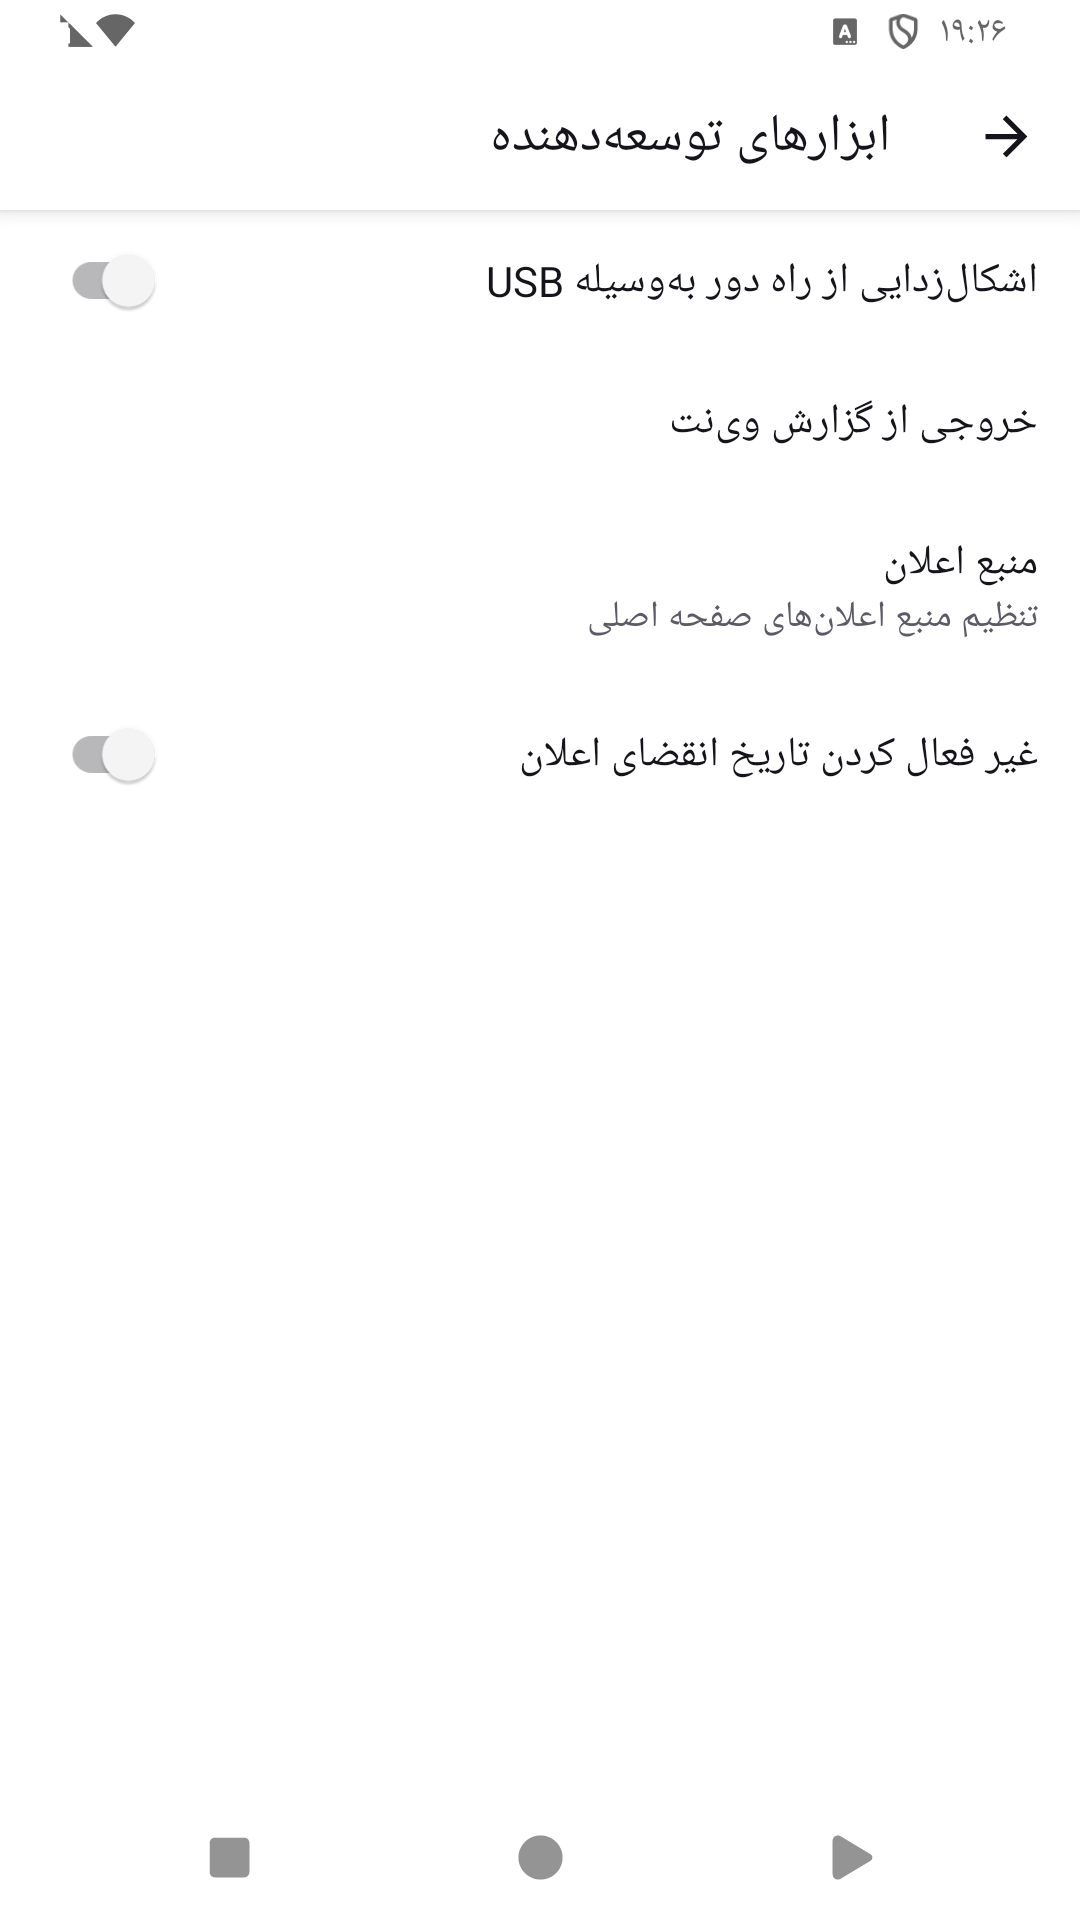 ۱۹:۲۶
ابزارهای توسعه‌دهنده
اشکال‌زدایی از راه دور به‌وسیله USB
خروجی از گزارش وی‌نت
منبع اعلان
تنظیم منبع اعلان‌های صفحه اصلی
غیر فعال کردن تاریخ انقضای اعلان